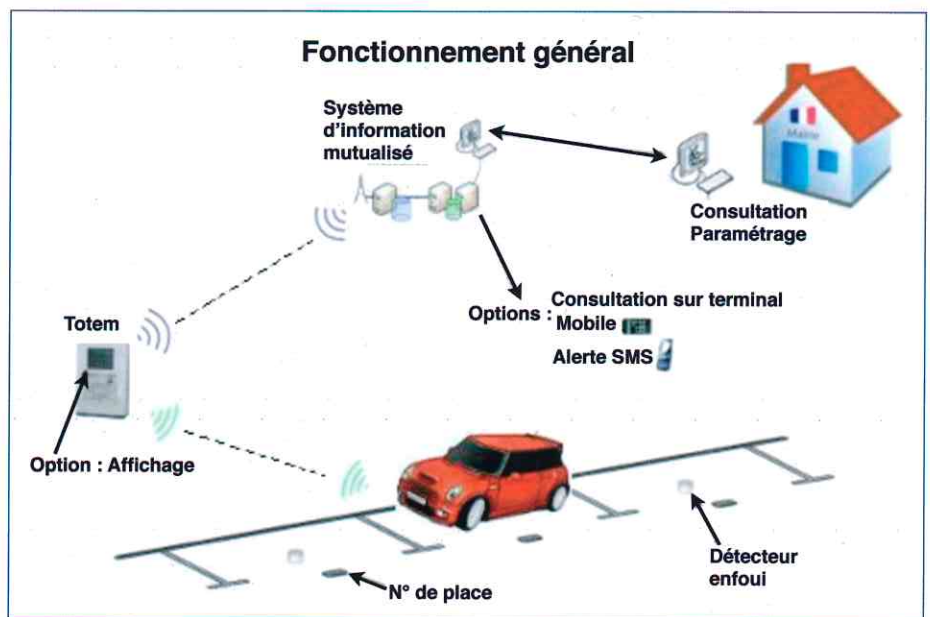 Fonctionnement général
Système
d'information
mutualisé
Mairie
Consultation
Paramétrage
Options :
Consultation sur terminal
Mobile
Alerte SMS
Totem
Option : Affichage
N° de place
Détecteur
enfoui